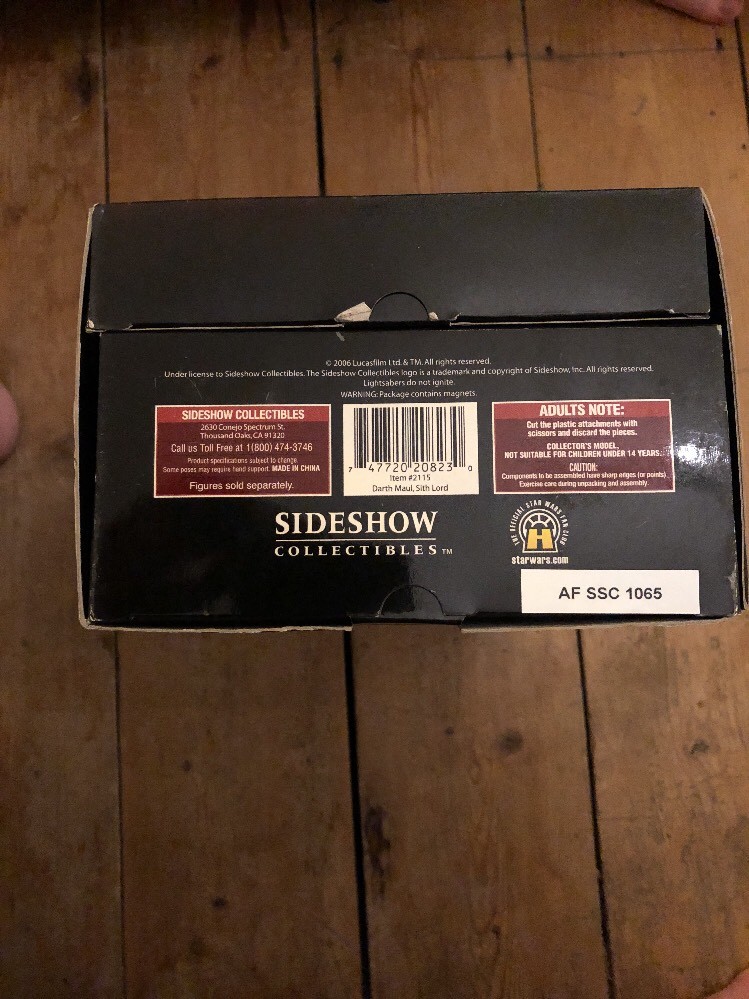 © 2006 Lucasfilm Ltd. & TM. All rights reserved.
Under license to Sideshow Collectibles. The Sideshow Collectibles logo is a trademark and copyright of Sideshow, Inc. All rights reserved.
Lightsabers do not ignite.
WARNING: Package contains magnets.
SIDESHOW COLLECTIBLES
2630 Conejo Spectrum St.
Thousand Oaks, CA 91320
Call us Toll Free at 1(800) 474-3746
Product specifications subject to change
Some poses may require hand support. MADE IN CHINA
Figures sold separately.
7 47720 20823 0
Item #2115
Darth Maul, Sith Lord
ADULTS NOTE:
Cut the plastic attachments with
scissors and discard the pieces.
COLLECTOR'S MODEL.
NOT SUITABLE FOR CHILDREN UNDER 14 YEARS.
CAUTION:
Components to be assembled have sharp edges (or points)
Exercise care during unpacking and assembly.
SIDESHOW
COLLECTIBLES™
THE OFFICIAL STAR WARS FAN CLUB
H
starwars.com
AF SSC 1065